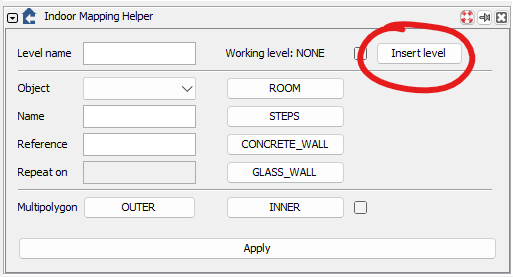 Indoor Mapping Helper
Level name Working level: NONE Insert level
Object ROOM
Name STEPS
Reference CONCRETE_WALL
Repeat on GLASS_WALL
Multipolygon OUTER INNER
Apply